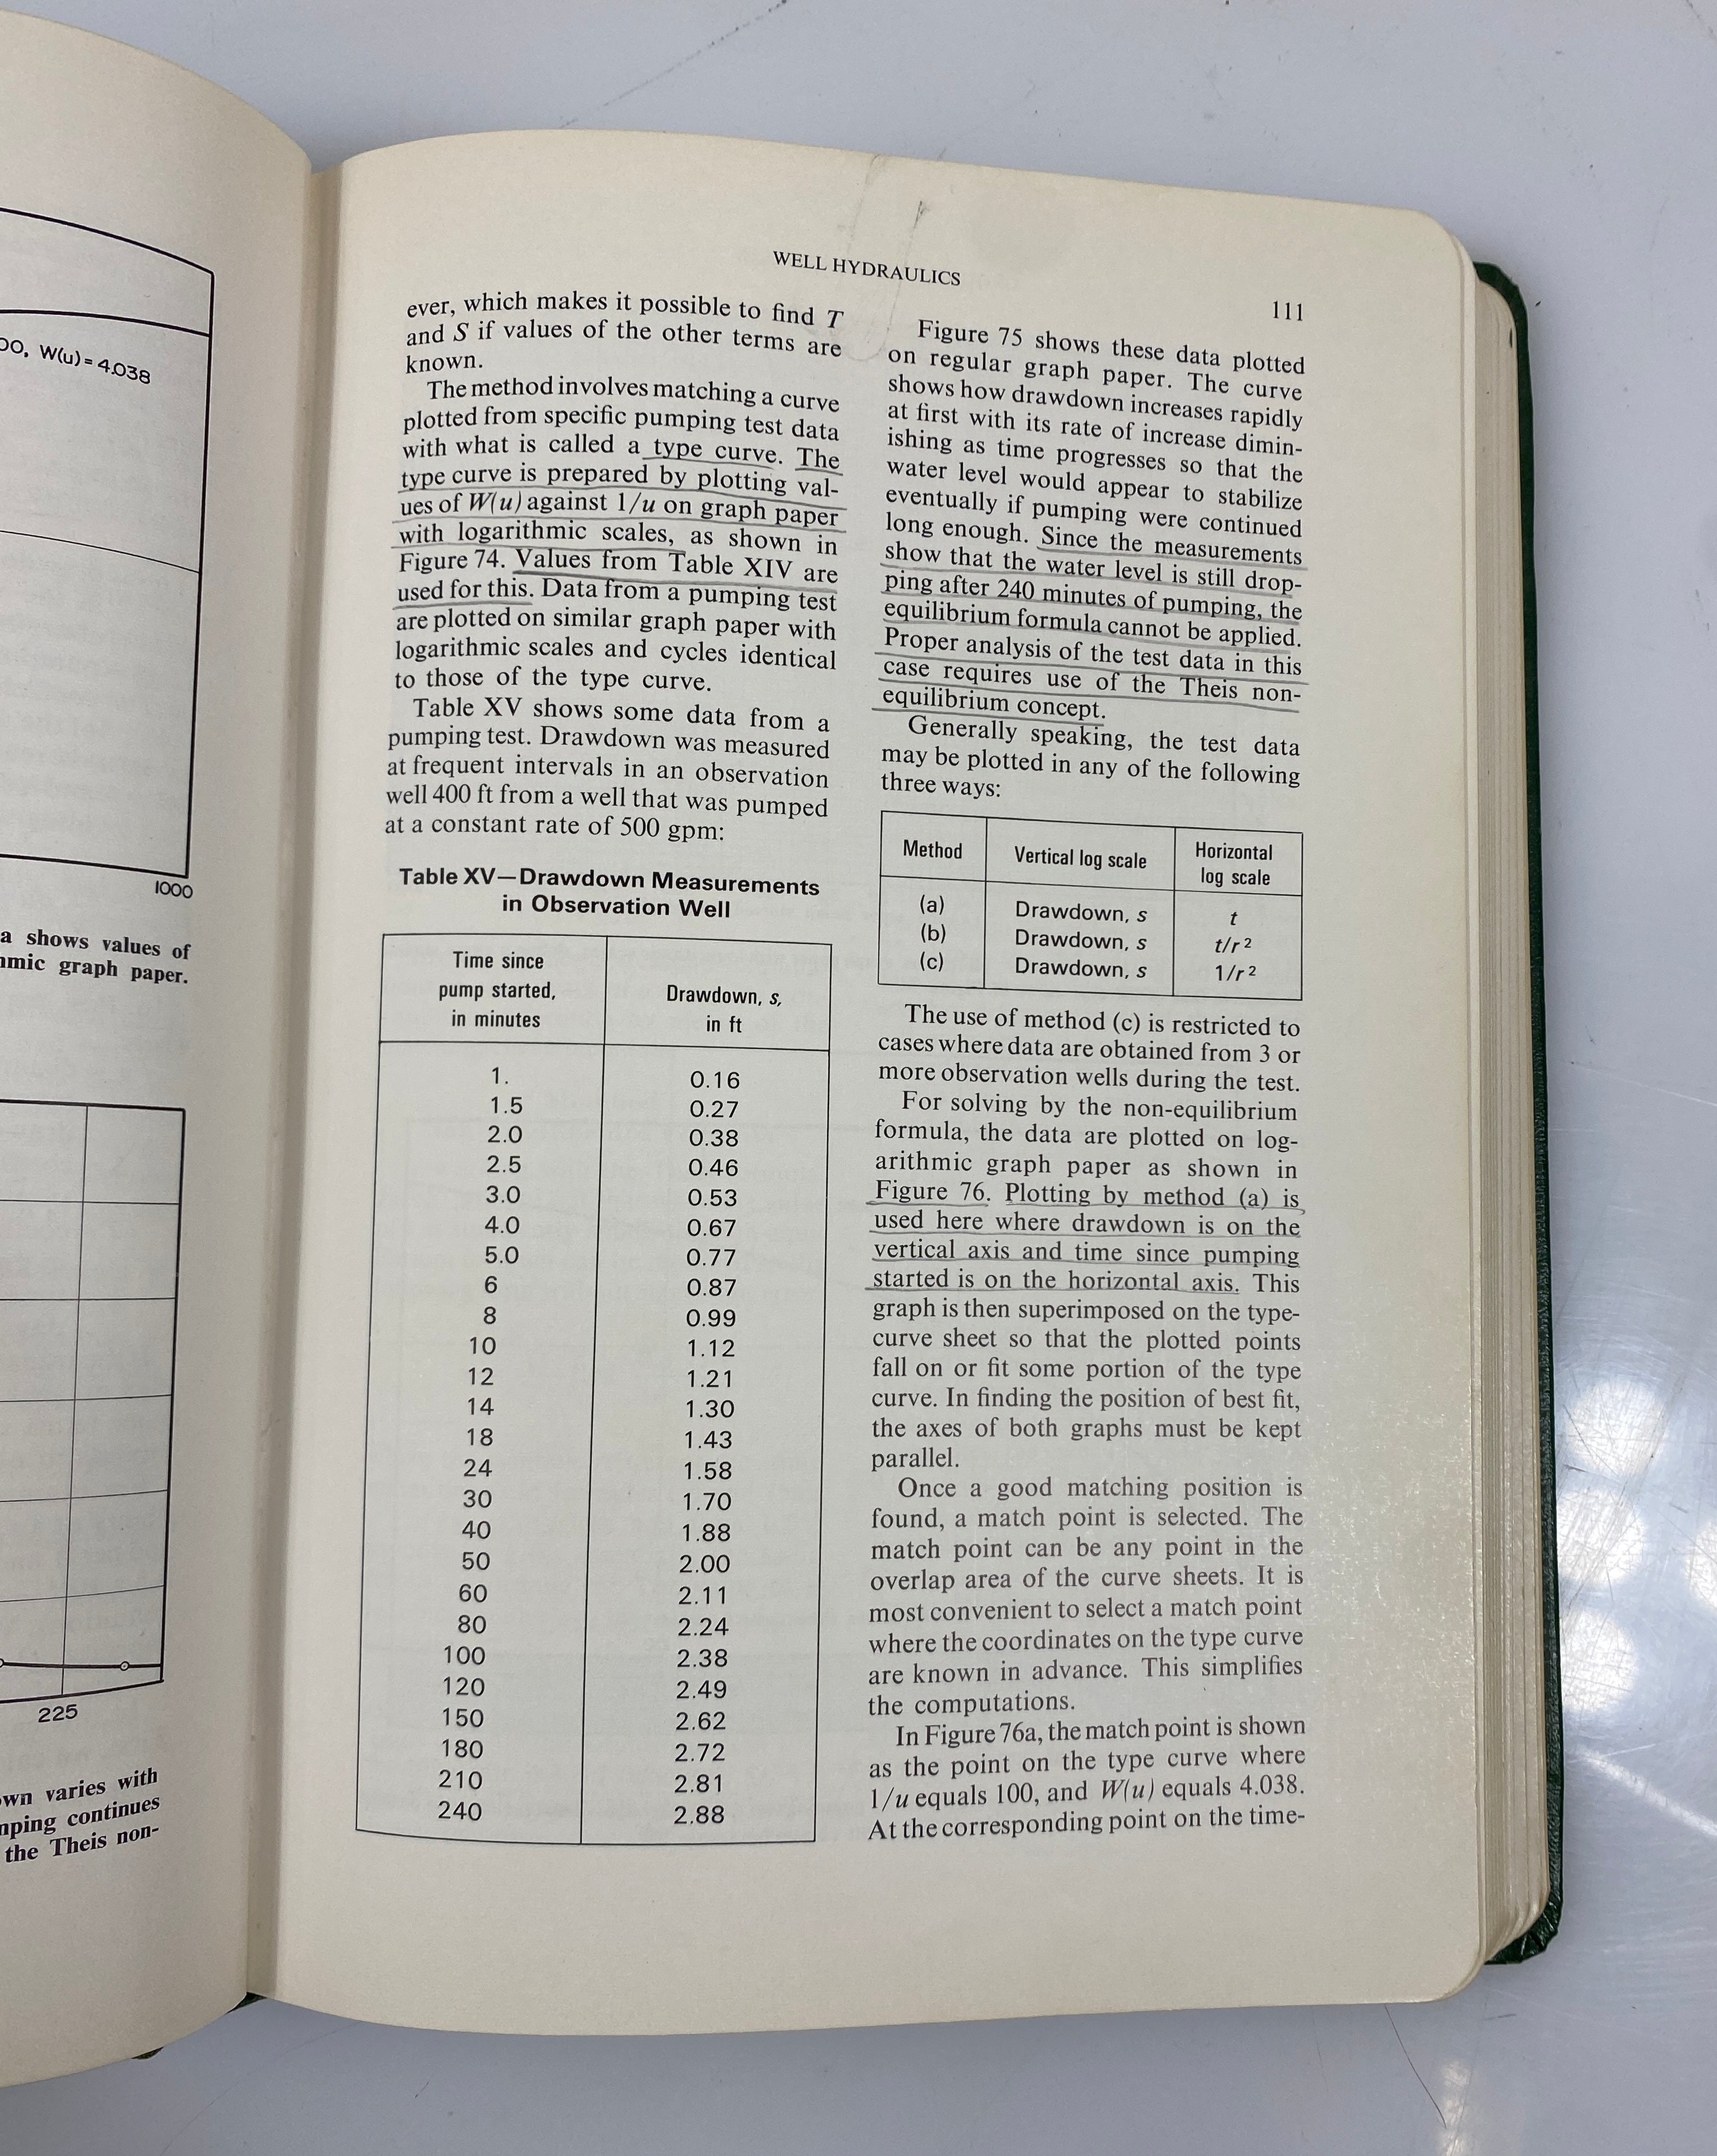 OO, W(u) = 4.038
1000
a shows values of
graph paper.
225
own varies with
continues
the Theis non-
WELL HYDRAULICS
111
ever, which makes it possible to find T
and S if values of the other terms are
known.
The method involves matching a curve
plotted from specific pumping test data
with what is called a type curve. The
type curve is prepared by plotting val-
ues of W(u) against 1/u on graph paper
with logarithmic scales, as shown in
Figure 74. Values from Table XIV are
used for this. Data from a pumping test
are plotted on similar graph paper with
logarithmic scales and cycles identical
to those of the type curve.
Table XV shows some data from a
pumping test. Drawdown was measured
at frequent intervals in an observation
well 400 ft from a well that was pumped
at a constant rate of 500 gpm:
Table XV—Drawdown Measurements
in Observation Well
Time since
pump started,
in minutes
Drawdown, s,
in ft
1. 0.16
1.5 0.27
2.0 0.38
2.5 0.46
3.0 0.53
4.0 0.67
5.0 0.77
6 0.87
8 0.99
10 1.12
12 1.21
14 1.30
18 1.43
24 1.58
30 1.70
40 1.88
50 2.00
60 2.11
80 2.24
100 2.38
120 2.49
150 2.62
180 2.72
210 2.81
240 2.88
Figure 75 shows these data plotted
on regular graph paper. The curve
shows how drawdown increases rapidly
at first with its rate of increase dimin-
ishing as time progresses so that the
water level would appear to stabilize
eventually if pumping were continued
long enough. Since the measurements
show that the water level is still drop-
ping after 240 minutes of pumping, the
equilibrium formula cannot be applied.
Proper analysis of the test data in this
case requires use of the Theis non-
equilibrium concept.
Generally speaking, the test data
may be plotted in any of the following
three ways:
Method Vertical log scale Horizontal
log scale
(a) Drawdown, s t
(b) Drawdown, s t/r²
(c) Drawdown, s 1/r²
The use of method (c) is restricted to
cases where data are obtained from 3 or
more observation wells during the test.
For solving by the non-equilibrium
formula, the data are plotted on log-
arithmic graph paper as shown in
Figure 76. Plotting by method (a) is
used here where drawdown is on the
vertical axis and time since pumping
started is on the horizontal axis. This
graph is then superimposed on the type-
curve sheet so that the plotted points
fall on or fit some portion of the type
curve. In finding the position of best fit,
the axes of both graphs must be kept
parallel.
Once a good matching position is
found, a match point is selected. The
match point can be any point in the
overlap area of the curve sheets. It is
most convenient to select a match point
where the coordinates on the type curve
are known in advance. This simplifies
the computations.
In Figure 76a, the match point is shown
as the point on the type curve where
1/u equals 100, and W(u) equals 4.038.
At the corresponding point on the time-